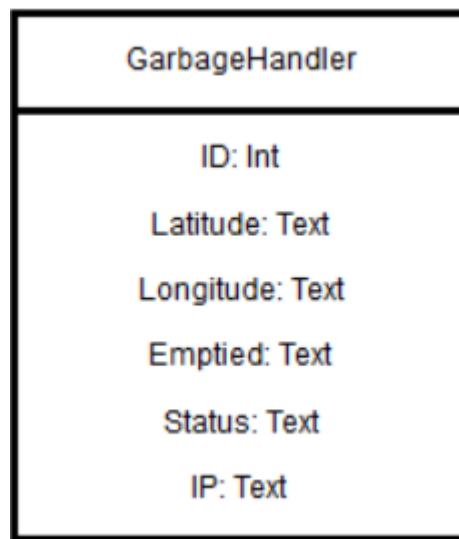 GarbageHandler
ID: Int
Latitude: Text
Longitude: Text
Emptied: Text
Status: Text
IP: Text